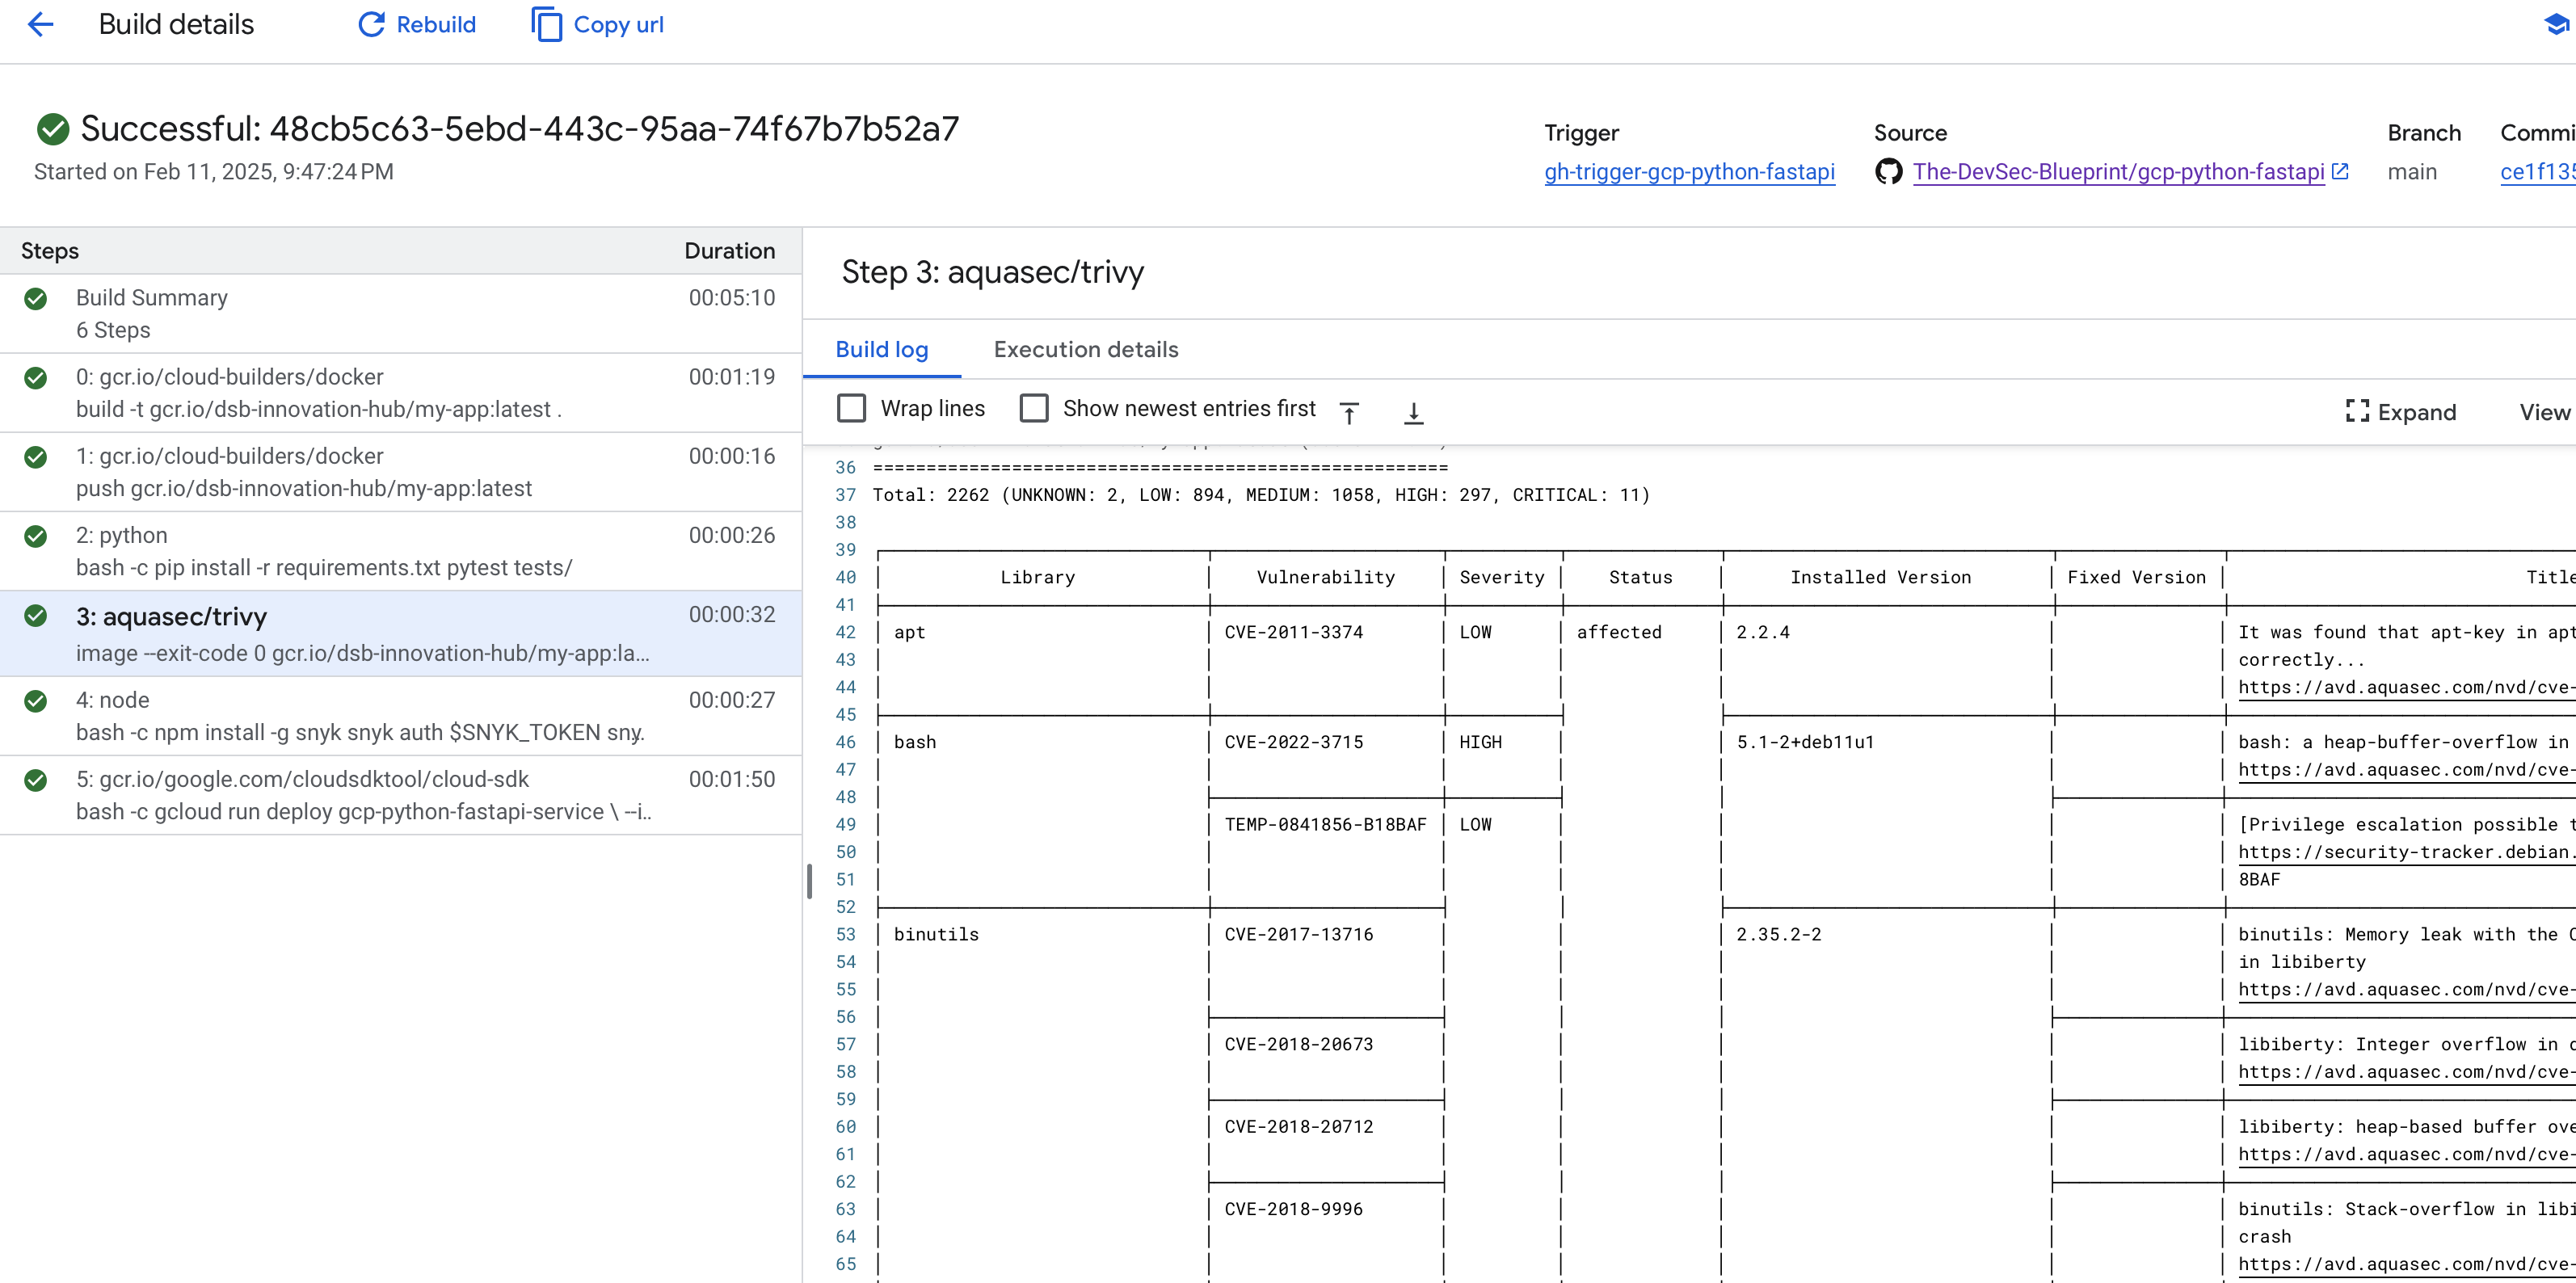 Build details
Rebuild
Copy url
Successful: 48cb5c63-5ebd-443c-95aa-74f67b7b52a7
Started on Feb 11, 2025, 9:47:24 PM
Trigger
gh-trigger-gcp-python-fastapi
Source
The-DevSec-Blueprint/gcp-python-fastapi
Branch
main
Commi
ce1f135
Steps Duration
Build Summary 00:05:10
6 Steps
0: gcr.io/cloud-builders/docker 00:01:19
build -t gcr.io/dsb-innovation-hub/my-app:latest .
1: gcr.io/cloud-builders/docker 00:00:16
push gcr.io/dsb-innovation-hub/my-app:latest
2: python 00:00:26
bash -c pip install -r requirements.txt pytest tests/
3: aquasec/trivy 00:00:32
image --exit-code 0 gcr.io/dsb-innovation-hub/my-app:la...
4: node 00:00:27
bash -c npm install -g snyk snyk auth $SNYK_TOKEN sny.
5: gcr.io/google.com/cloudsdktool/cloud-sdk 00:01:50
bash -c gcloud run deploy gcp-python-fastapi-service \ --i..
Step 3: aquasec/trivy
Build log Execution details
Wrap lines Show newest entries first Expand View
36 ======================================================
37 Total: 2262 (UNKNOWN: 2, LOW: 894, MEDIUM: 1058, HIGH: 297, CRITICAL: 11)
38
39
40 Library Vulnerability Severity Status Installed Version Fixed Version Title
41
42 apt CVE-2011-3374 LOW affected 2.2.4 It was found that apt-key in apt
43 correctly...
44 https://avd.aquasec.com/nvd/cve-
45
46 bash CVE-2022-3715 HIGH 5.1-2+deb11u1 bash: a heap-buffer-overflow in
47 https://avd.aquasec.com/nvd/cve-
48
49 TEMP-0841856-B18BAF LOW [Privilege escalation possible t
50 https://security-tracker.debian.
51 8BAF
52
53 binutils CVE-2017-13716 2.35.2-2 binutils: Memory leak with the C
54 in libiberty
55 https://avd.aquasec.com/nvd/cve-
56
57 CVE-2018-20673 libiberty: Integer overflow in d
58 https://avd.aquasec.com/nvd/cve-
59
60 CVE-2018-20712 libiberty: heap-based buffer ove
61 https://avd.aquasec.com/nvd/cve-
62
63 CVE-2018-9996 binutils: Stack-overflow in libi
64 crash
65 https://avd.aquasec.com/nvd/cve-